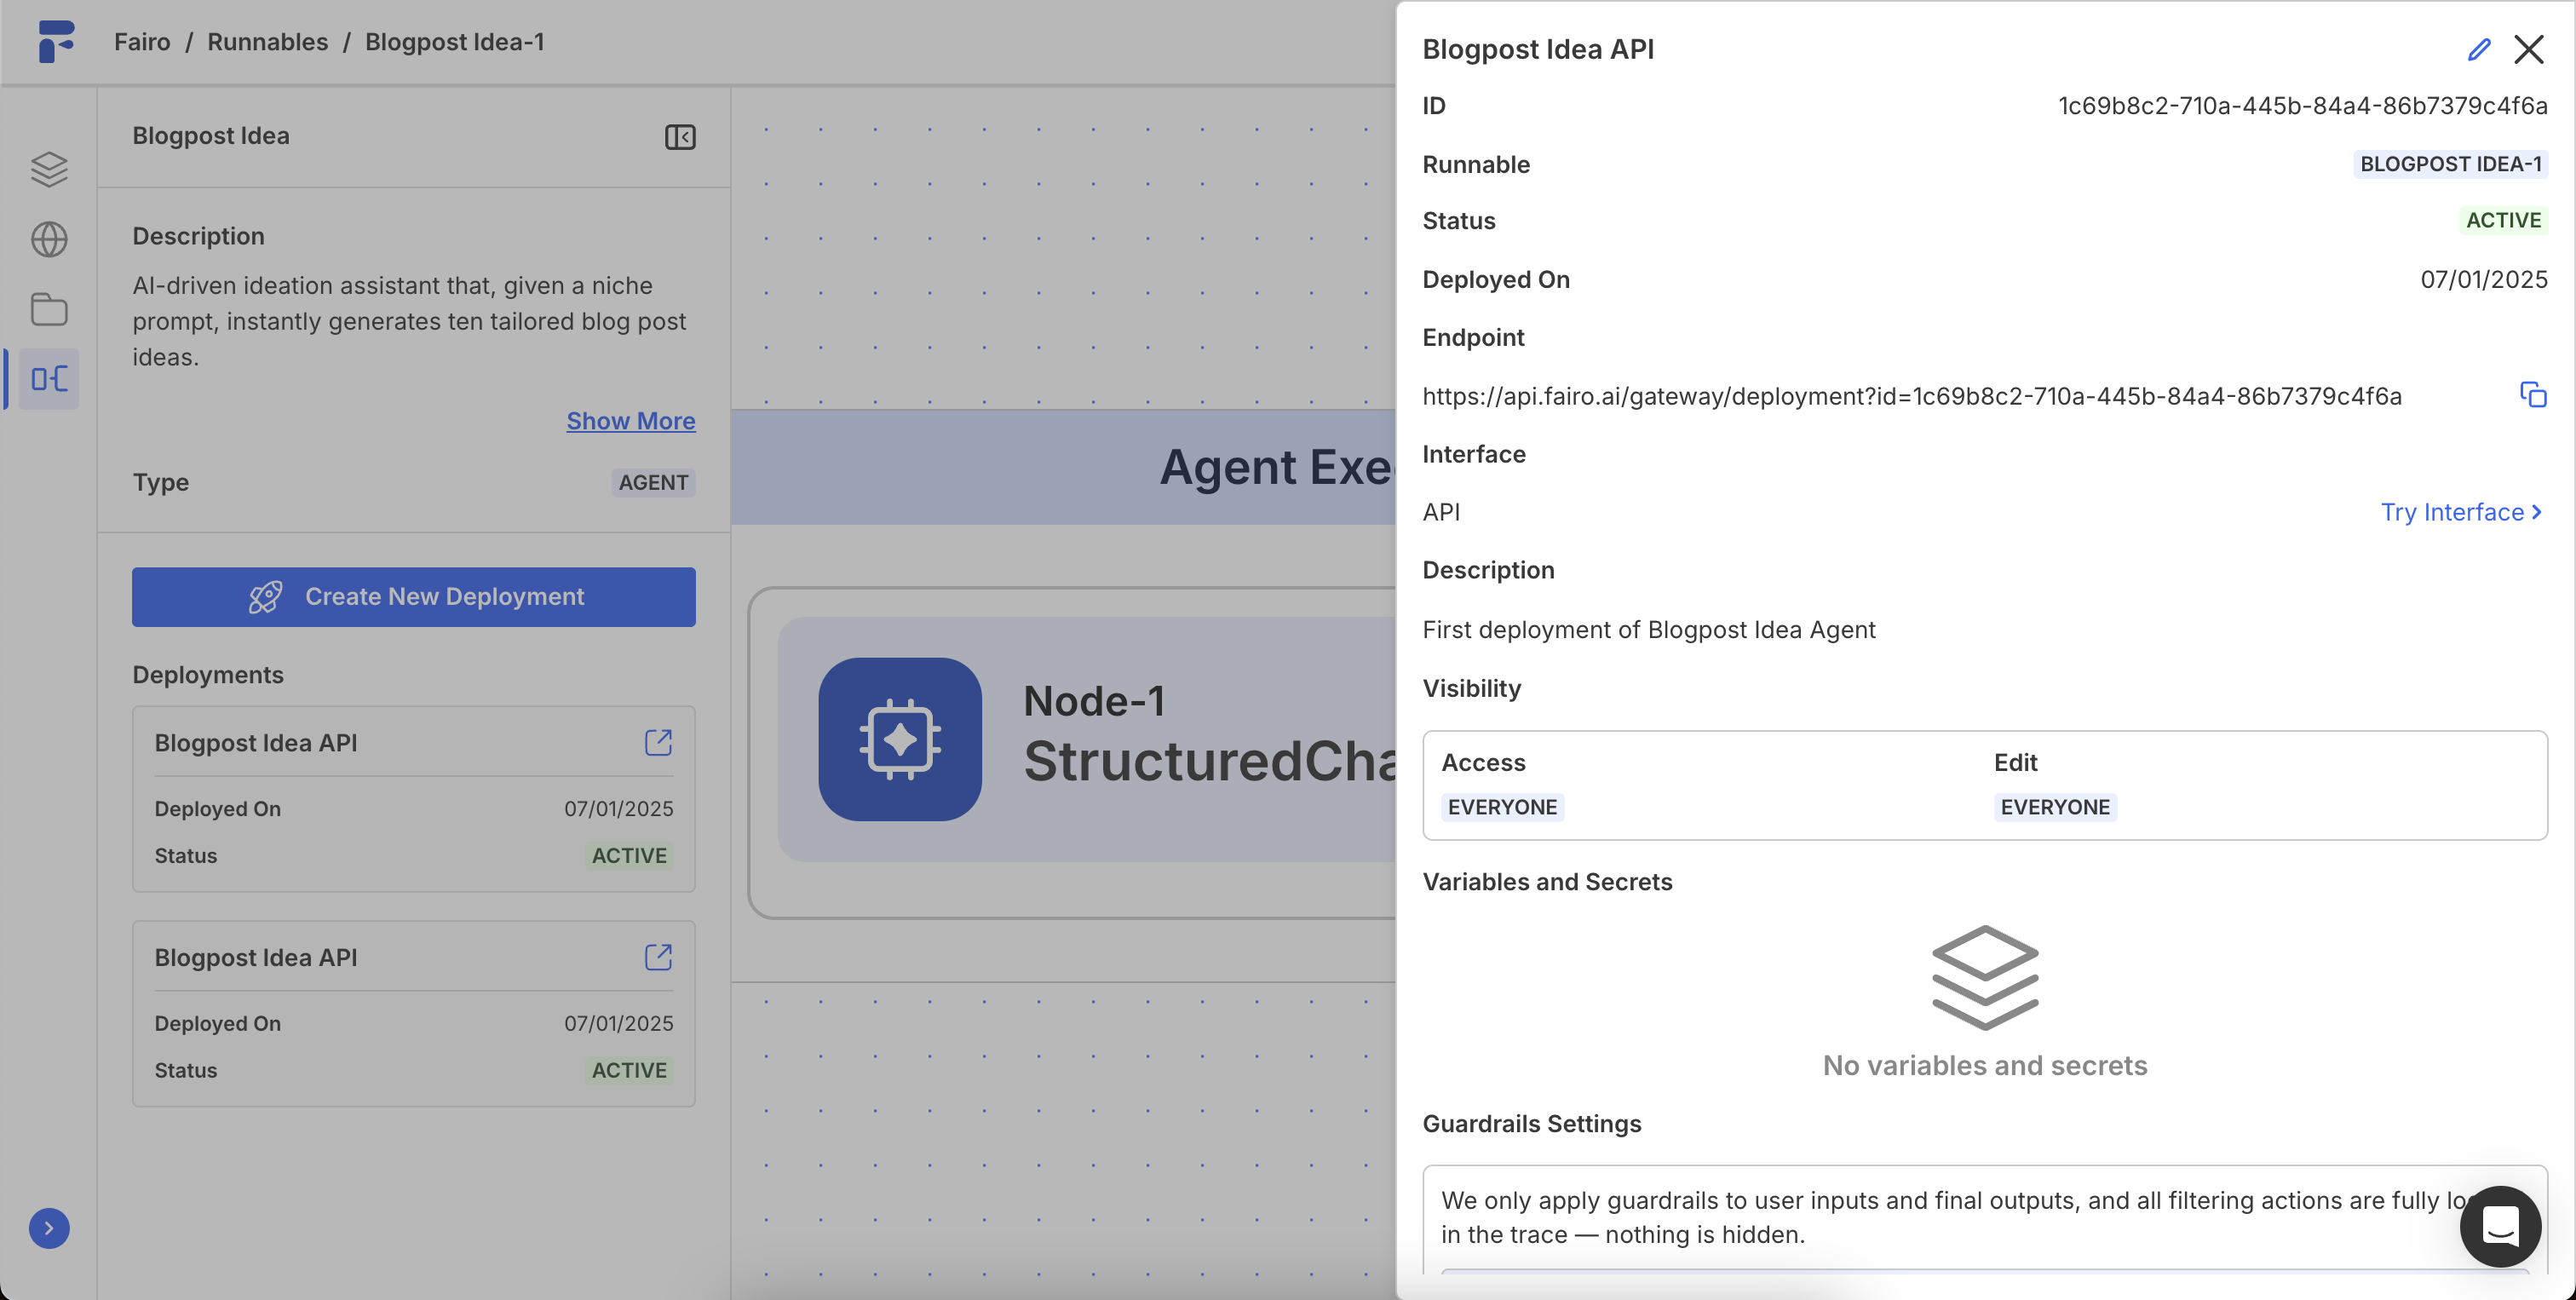 Fairo / Runnables / Blogpost Idea-1
Blogpost Idea
Description
AI-driven ideation assistant that, given a niche
prompt, instantly generates ten tailored blog post
ideas.
Show More
Type AGENT
Create New Deployment
Deployments
Blogpost Idea API
Deployed On 07/01/2025
Status ACTIVE
Blogpost Idea API
Deployed On 07/01/2025
Status ACTIVE
Agent Exe
Node-1
StructuredCha
Blogpost Idea API
ID 1c69b8c2-710a-445b-84a4-86b7379c4f6a
Runnable BLOGPOST IDEA-1
Status ACTIVE
Deployed On 07/01/2025
Endpoint
https://api.fairo.ai/gateway/deployment?id=1c69b8c2-710a-445b-84a4-86b7379c4f6a
Interface
API Try Interface
Description
First deployment of Blogpost Idea Agent
Visibility
Access Edit
EVERYONE EVERYONE
Variables and Secrets
No variables and secrets
Guardrails Settings
We only apply guardrails to user inputs and final outputs, and all filtering actions are fully
in the trace — nothing is hidden.